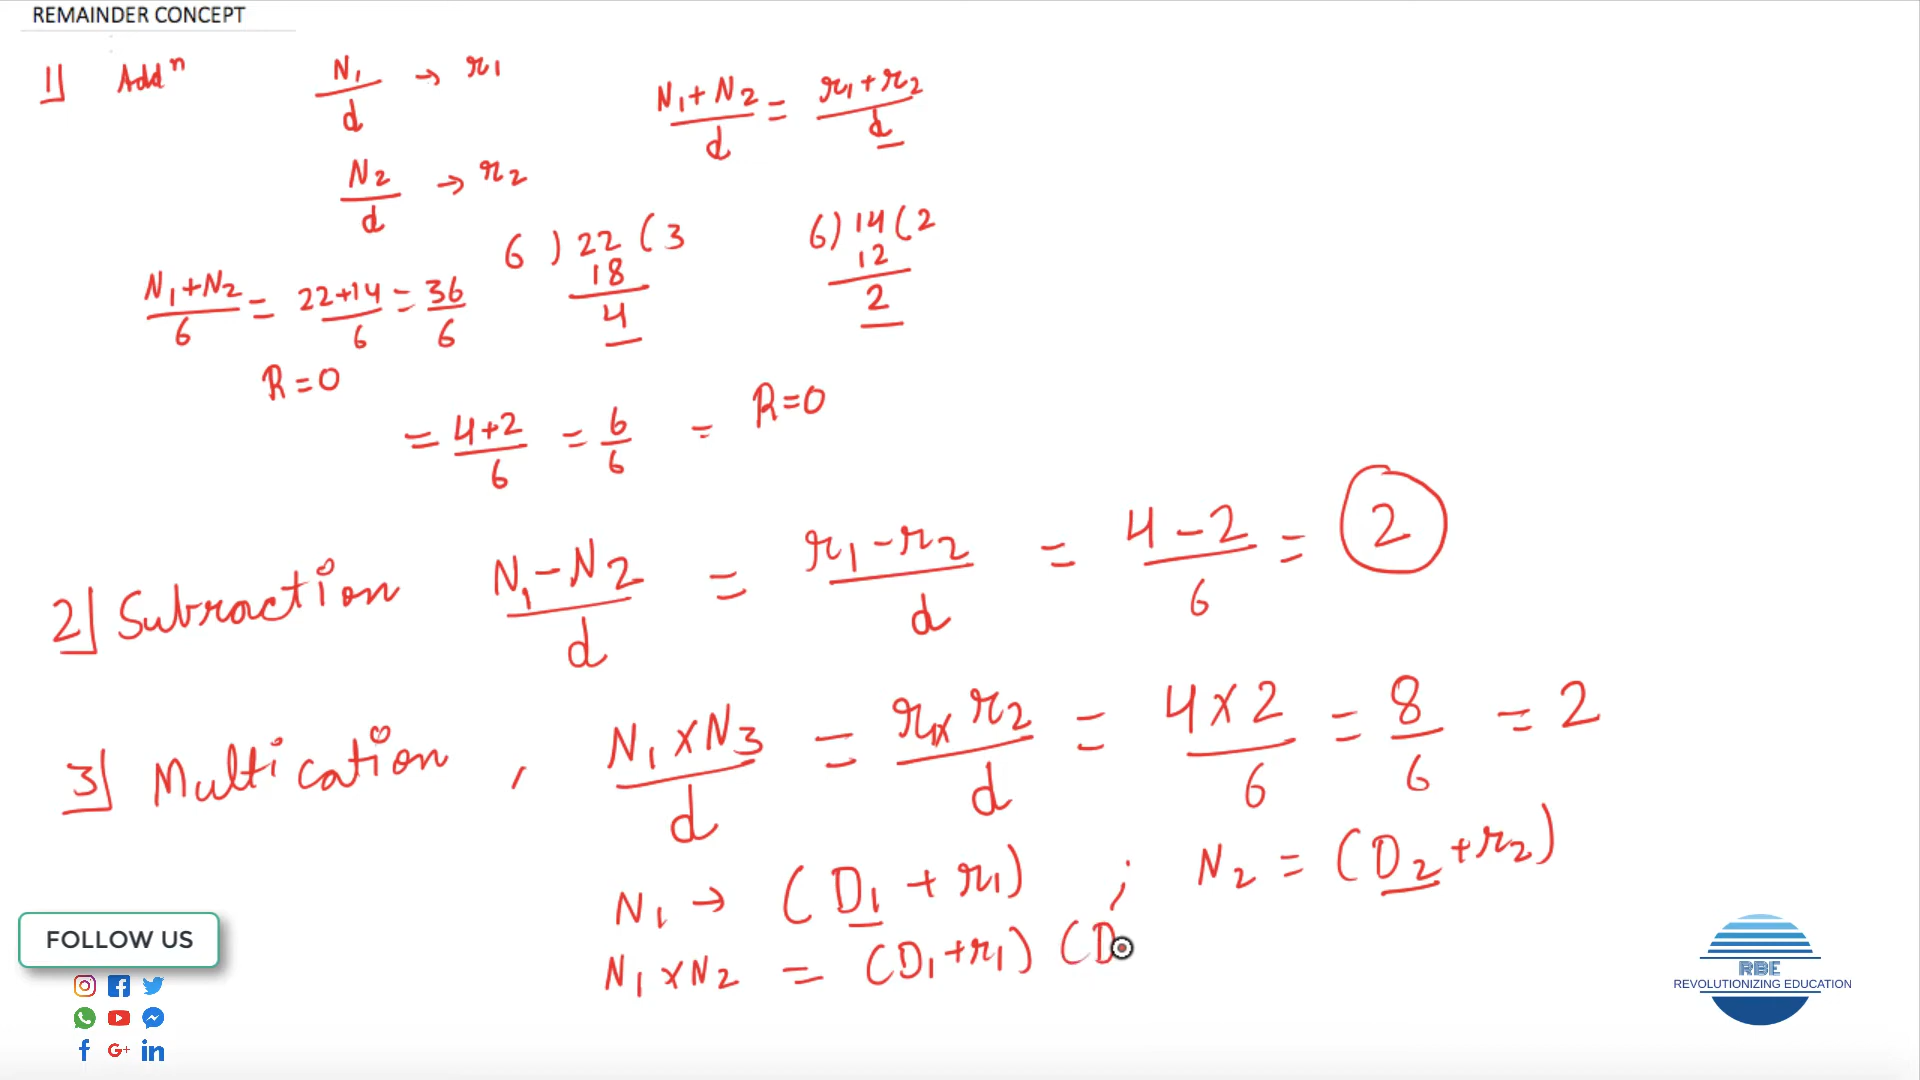 REMAINDER CONCEPT
1] Addⁿ N₁/d → r₁
N₁+N₂/d = r₁+r₂/d
N₂/d → r₂
6 ) 22 ( 3
18
4
6) 14 (2
12
2
N₁+N₂/6 = 22+14/6 = 36/6
R=0
= 4+2/6 = 6/6 = R=0
2] Subraction N₁-N₂/d = r₁-r₂/d = 4-2/6 = 2
3] Multication , N₁×N₃/d = r₁×r₂/d = 4×2/6 = 8/6 = 2
N₁ → (D₁ + r₁) ; N₂ = (D₂ + r₂)
N₁×N₂ = (D₁+r₁) (D
FOLLOW US
RBE
REVOLUTIONIZING EDUCATION